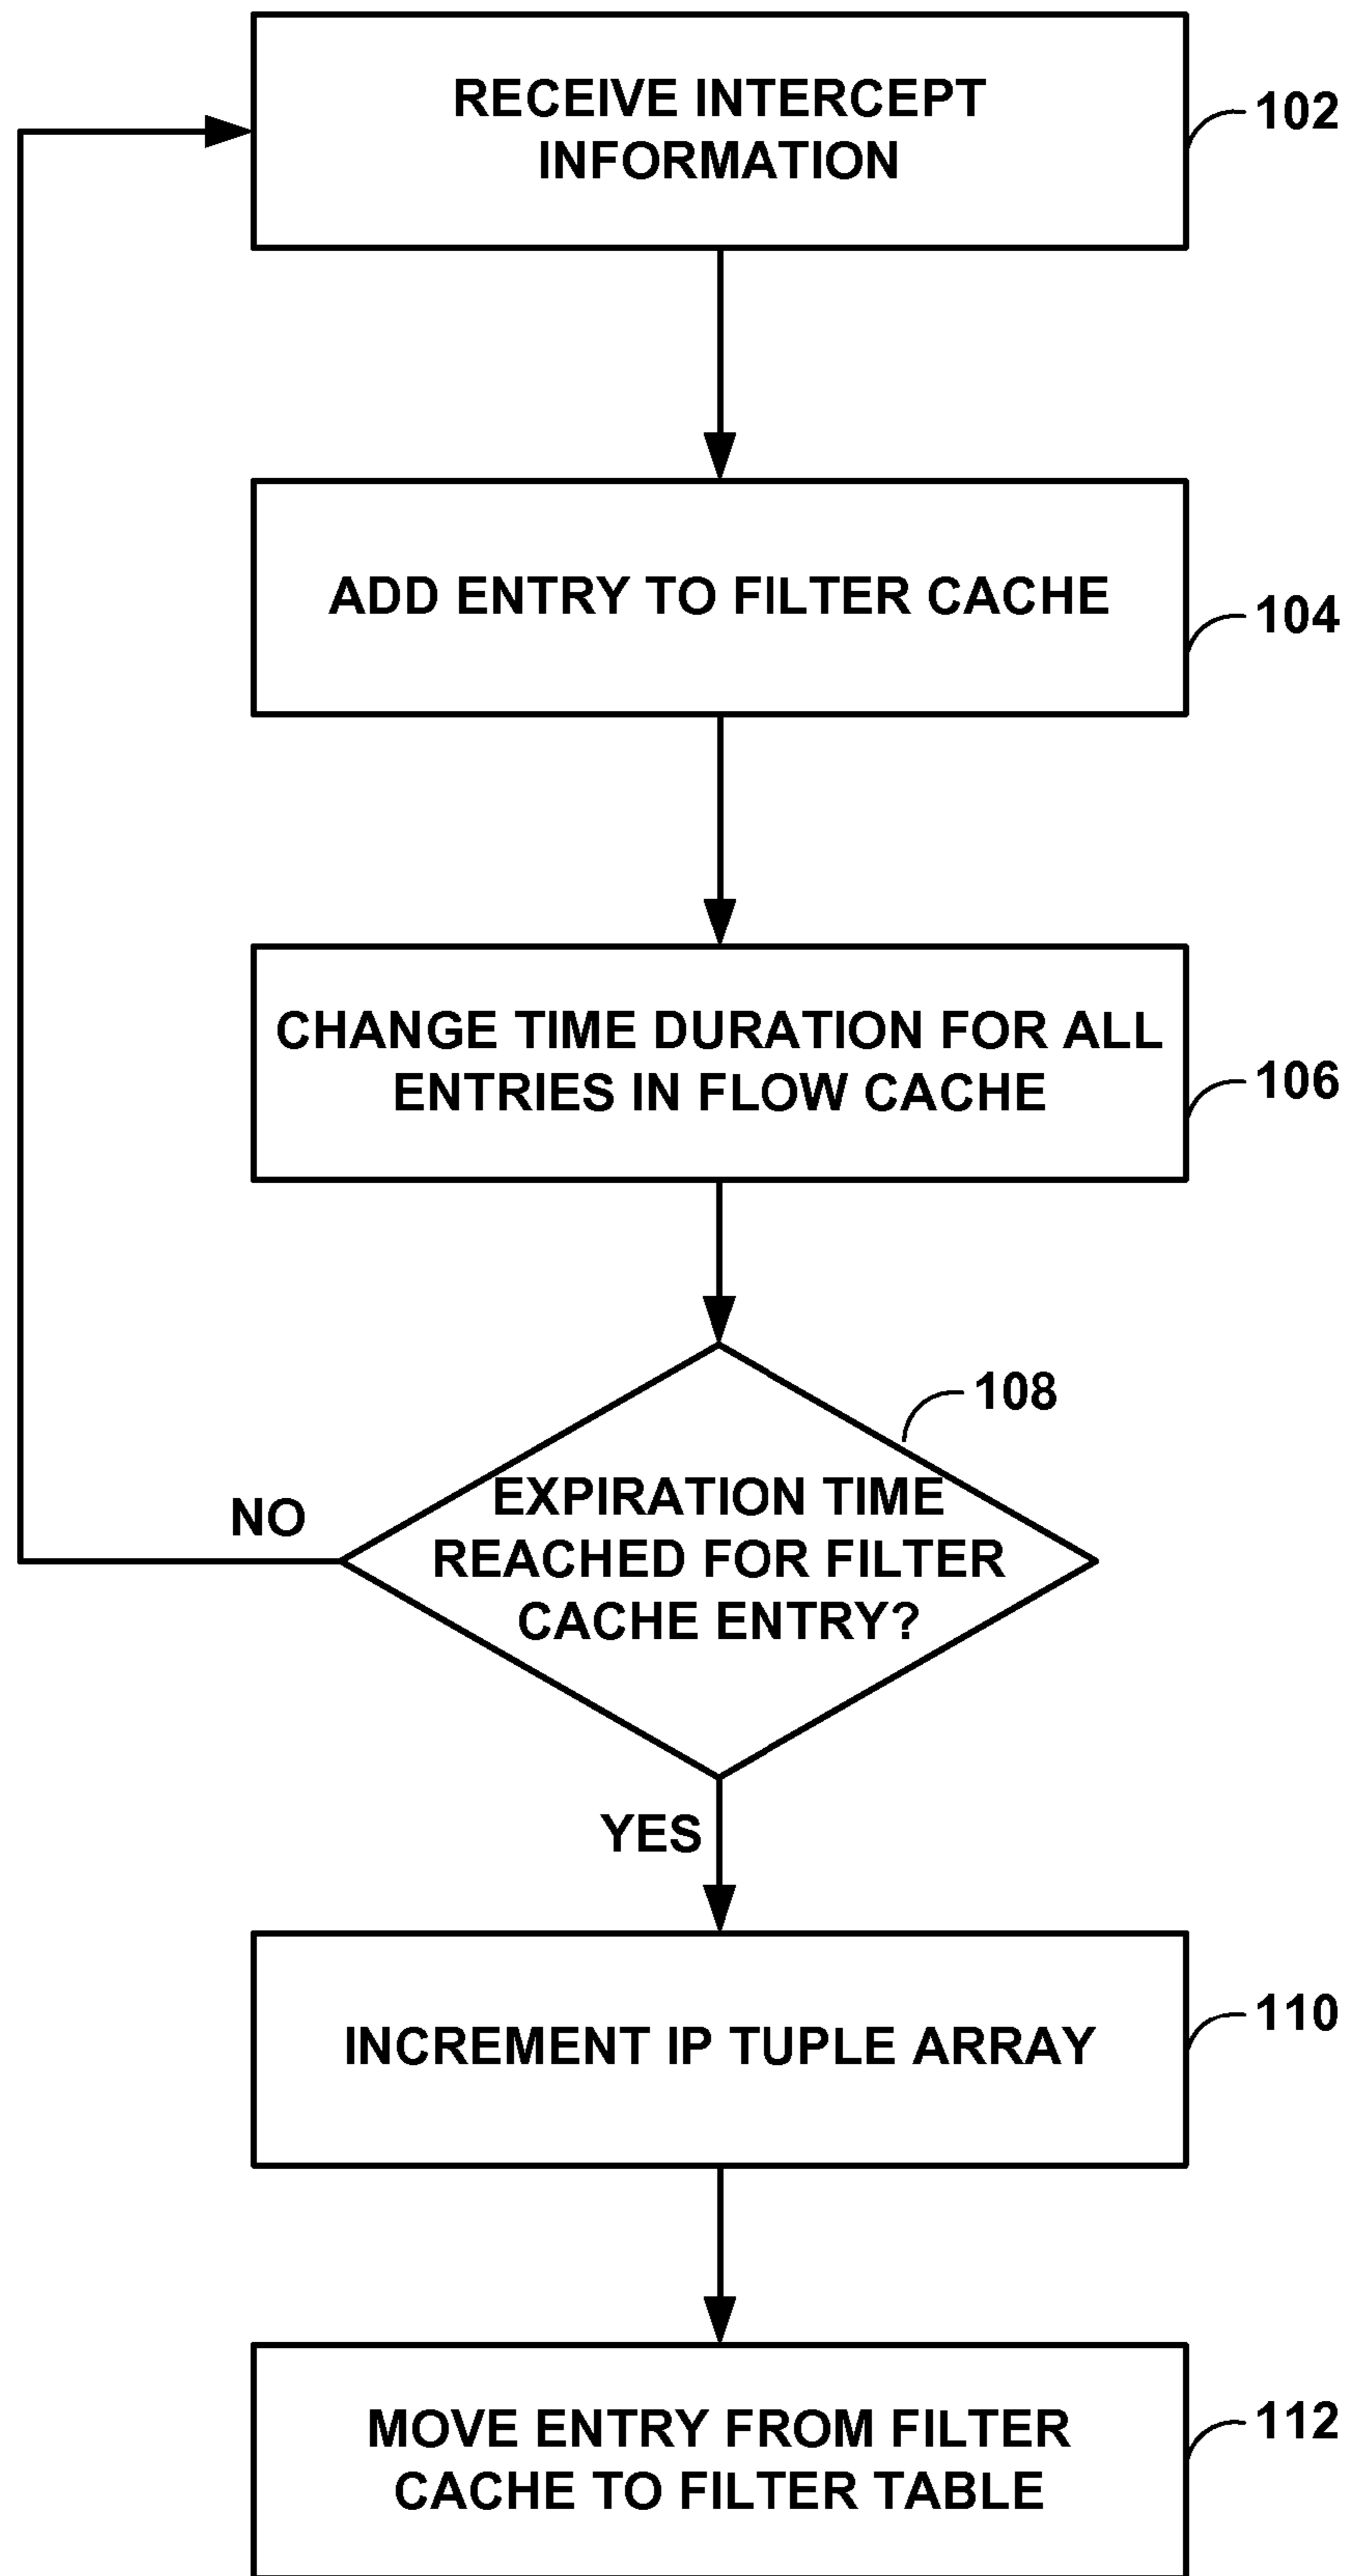 RECEIVE INTERCEPT
INFORMATION
102
ADD ENTRY TO FILTER CACHE
104
CHANGE TIME DURATION FOR ALL
ENTRIES IN FLOW CACHE
106
108
EXPIRATION TIME
REACHED FOR FILTER
CACHE ENTRY?
NO
YES
INCREMENT IP TUPLE ARRAY
110
MOVE ENTRY FROM FILTER
CACHE TO FILTER TABLE
112